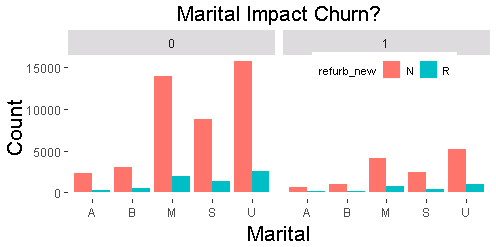 Marital Impact Churn?
0 1
refurb_new N R
15000
10000
5000
0
Count
A B M S U A B M S U
Marital